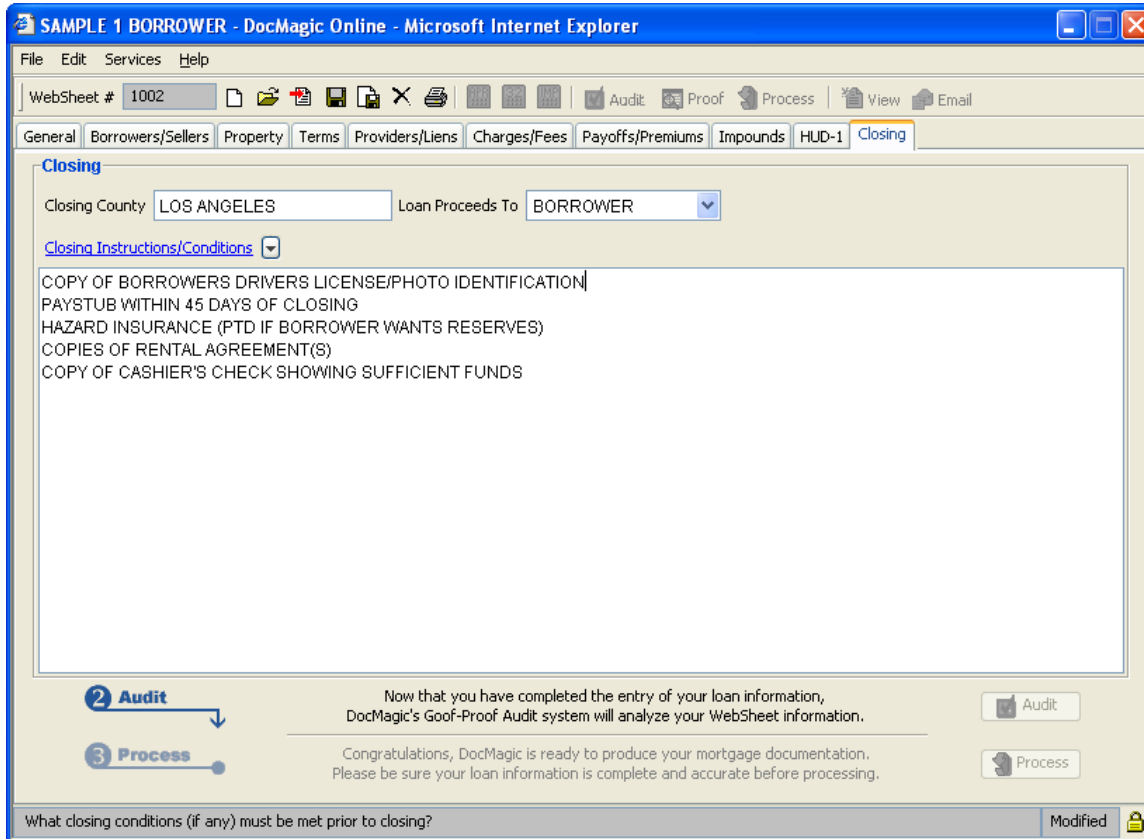 SAMPLE 1 BORROWER - DocMagic Online - Microsoft Internet Explorer
File Edit Services Help
WebSheet # 1002 Audit Proof Process View Email
General Borrowers/Sellers Property Terms Providers/Liens Charges/Fees Payoffs/Premiums Impounds HUD-1 Closing
Closing
Closing County LOS ANGELES Loan Proceeds To BORROWER
Closing Instructions/Conditions
COPY OF BORROWERS DRIVERS LICENSE/PHOTO IDENTIFICATION
PAYSTUB WITHIN 45 DAYS OF CLOSING
HAZARD INSURANCE (PTD IF BORROWER WANTS RESERVES)
COPIES OF RENTAL AGREEMENT(S)
COPY OF CASHIER'S CHECK SHOWING SUFFICIENT FUNDS
2 Audit
Now that you have completed the entry of your loan information,
DocMagic's Goof-Proof Audit system will analyze your WebSheet information.
Audit
3 Process
Congratulations, DocMagic is ready to produce your mortgage documentation.
Please be sure your loan information is complete and accurate before processing.
Process
What closing conditions (if any) must be met prior to closing? Modified